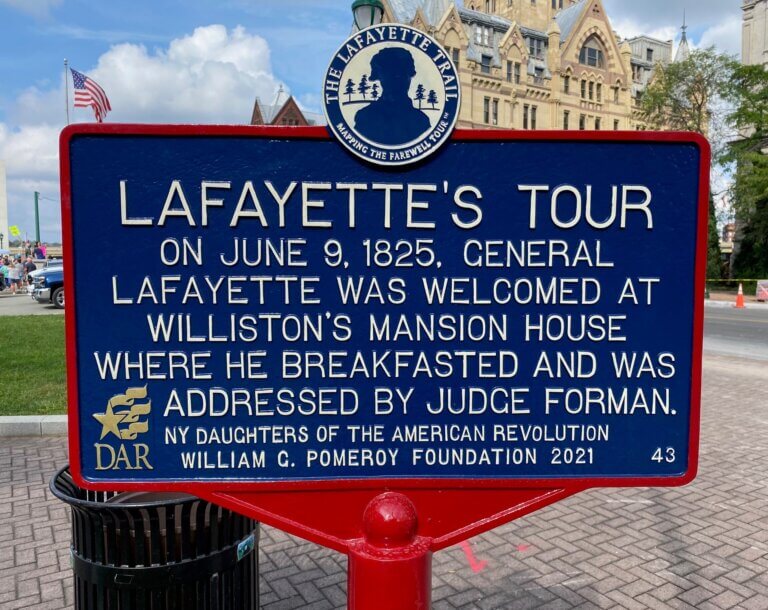 THE LAFAYETTE TRAIL
MAPPING THE FAREWELL TOUR™
LAFAYETTE'S TOUR
ON JUNE 9, 1825, GENERAL
LAFAYETTE WAS WELCOMED AT
WILLISTON'S MANSION HOUSE
WHERE HE BREAKFASTED AND WAS
ADDRESSED BY JUDGE FORMAN.
DAR
NY DAUGHTERS OF THE AMERICAN REVOLUTION
WILLIAM G. POMEROY FOUNDATION 2021 43